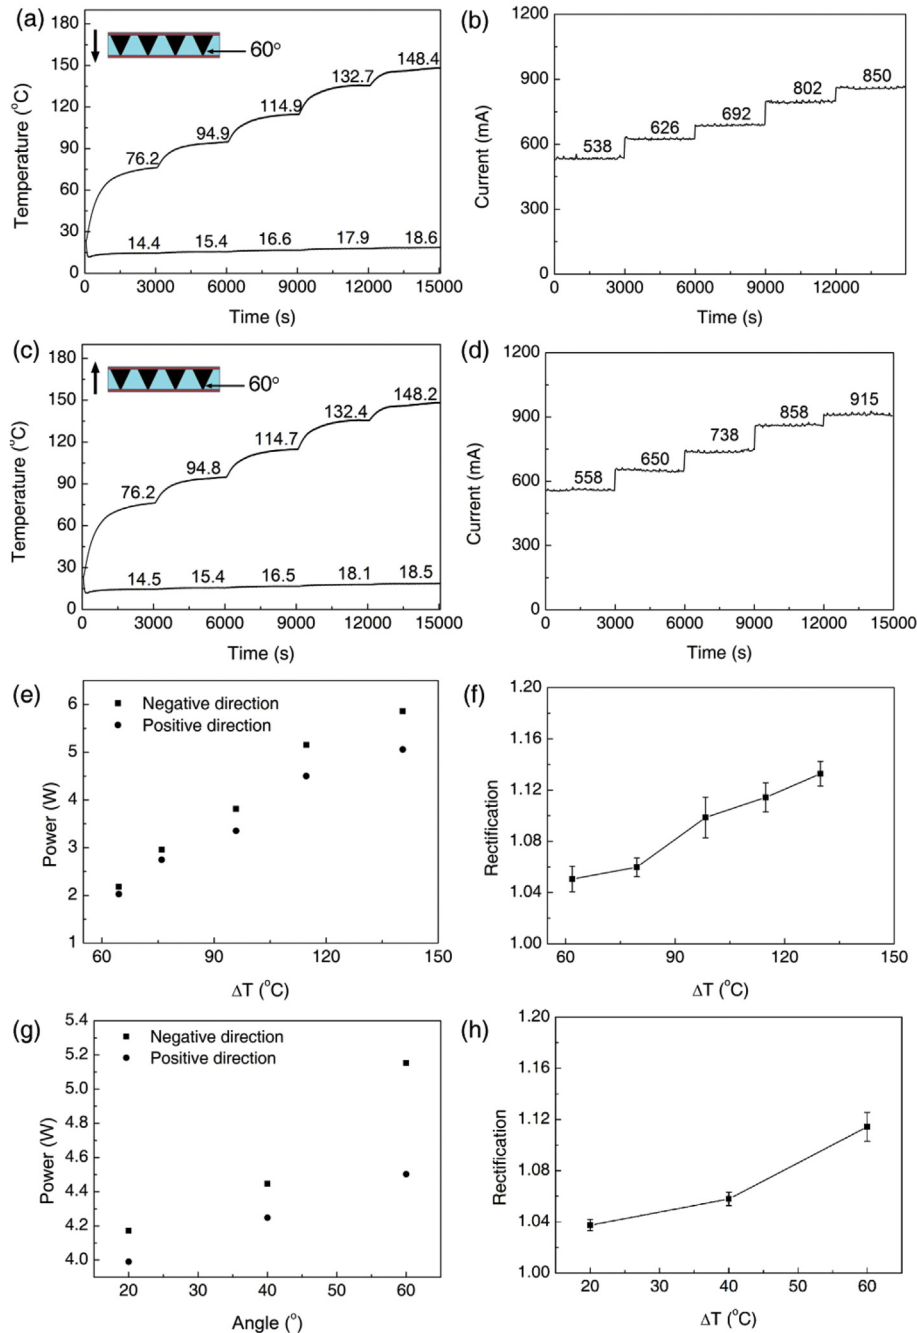 (a)
180
150
120
90
60
30
0
Temperature (°C)
60°
76.2
94.9
114.9
132.7
148.4
14.4
15.4
16.6
17.9
18.6
0 3000 6000 9000 12000 15000
Time (s)
(b)
1200
900
600
300
0
Current (mA)
538
626
692
802
850
0 3000 6000 9000 12000
Time (s)
(c)
180
150
120
90
60
30
0
Temperature (°C)
60°
76.2
94.8
114.7
132.4
148.2
14.5
15.4
16.5
18.1
18.5
0 3000 6000 9000 12000 15000
Time (s)
(d)
1200
900
600
300
0
Current (mA)
558
650
738
858
915
0 3000 6000 9000 12000 15000
Time (s)
(e)
6
5
4
3
2
1
Power (W)
Negative direction
Positive direction
60 90 120 150
ΔT (°C)
(f)
1.20
1.16
1.12
1.08
1.04
1.00
Rectification
60 90 120 150
ΔT (°C)
(g)
5.4
5.2
5.0
4.8
4.6
4.4
4.2
4.0
Power (W)
Negative direction
Positive direction
20 30 40 50 60
Angle (°)
(h)
1.20
1.16
1.12
1.08
1.04
1.00
Rectification
20 30 40 50 60
ΔT (°C)